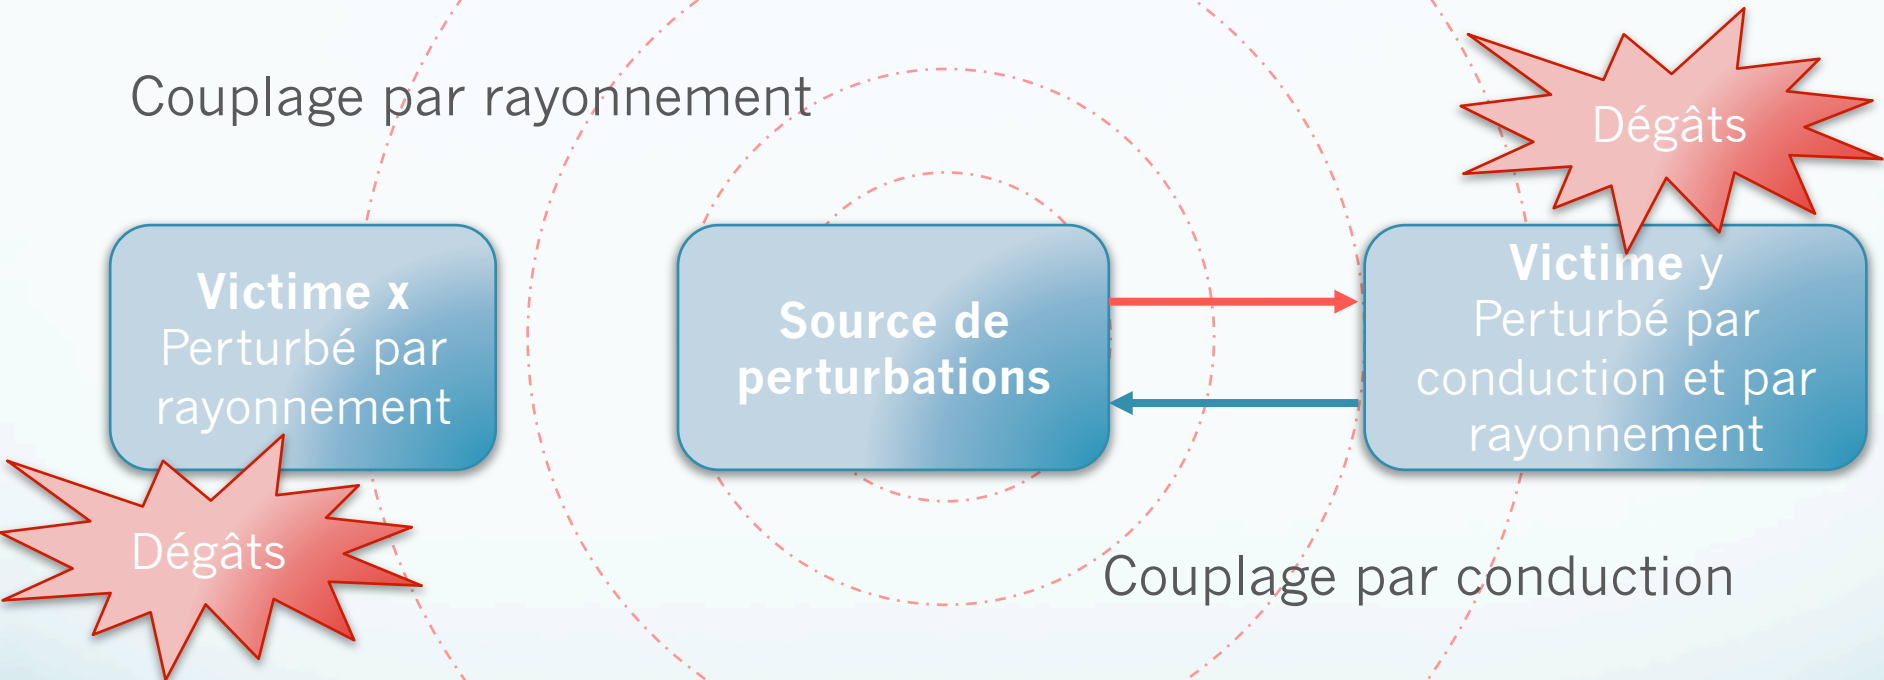 Couplage par rayonnement
Dégâts
Victime x
Perturbé par
rayonnement
Source de
perturbations
Victime y
Perturbé par
conduction et par
rayonnement
Dégâts
Couplage par conduction